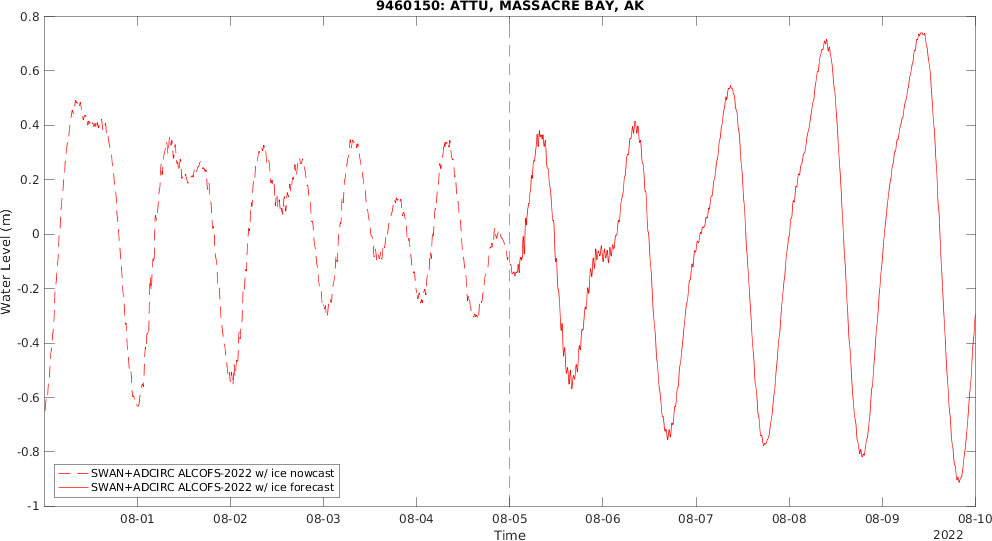 9460150: ATTU, MASSACRE BAY, AK
0.8
0.6
0.4
0.2
0
-0.2
-0.4
-0.6
-0.8
-1
Water Level (m)
SWAN+ADCIRC ALCOFS-2022 w/ ice nowcast
SWAN+ADCIRC ALCOFS-2022 w/ ice forecast
08-01 08-02 08-03 08-04 08-05 08-06 08-07 08-08 08-09 08-10
Time
2022